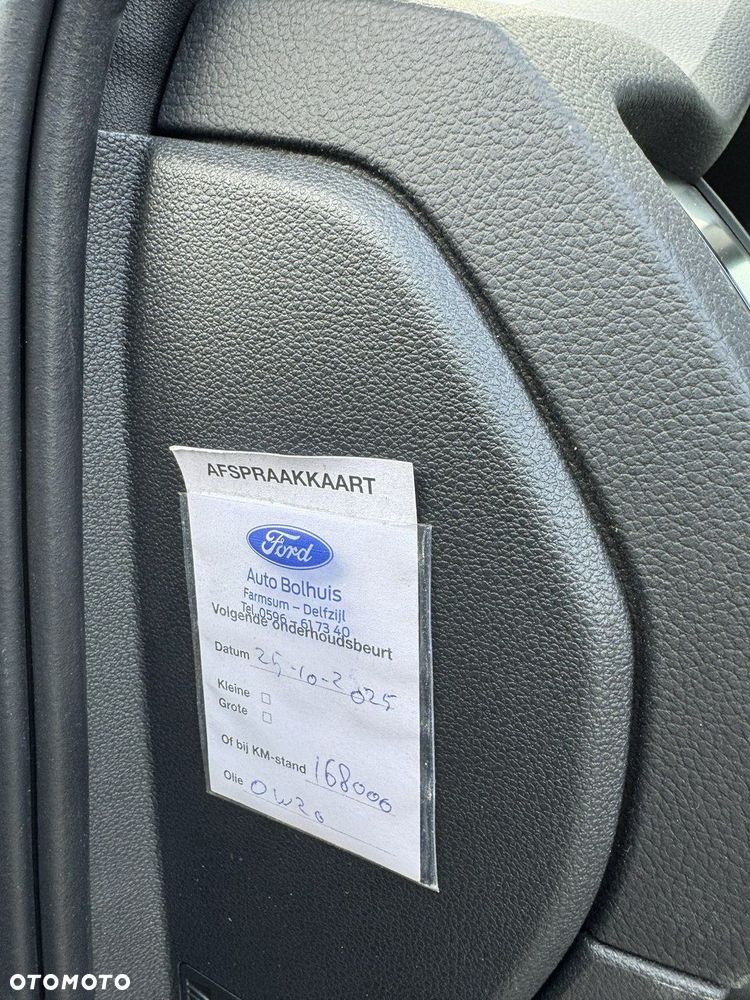 AFSPRAAKKAART
Ford
Auto Bolhuis
Farmsum - Delfzijl
Tel. 0596 - 61 73 40
Volgende onderhoudsbeurt
Datum 25-10-2025
Kleine
Grote
Of bij KM-stand 168000
Olie 0W20
OTOMOTO